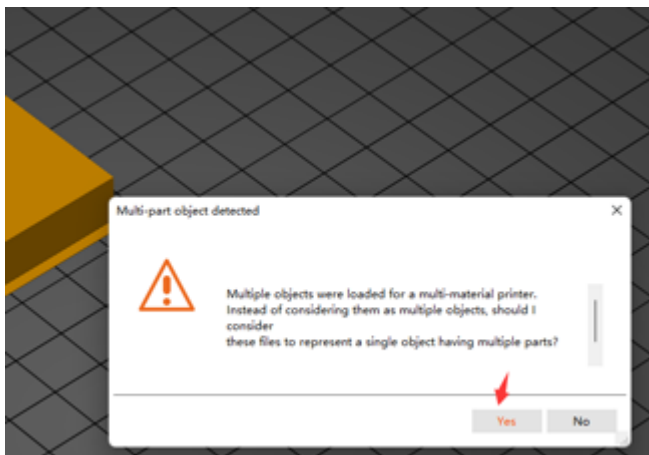 Multi-part object detected
Multiple objects were loaded for a multi-material printer.
Instead of considering them as multiple objects, should I
consider
these files to represent a single object having multiple parts?
Yes
No